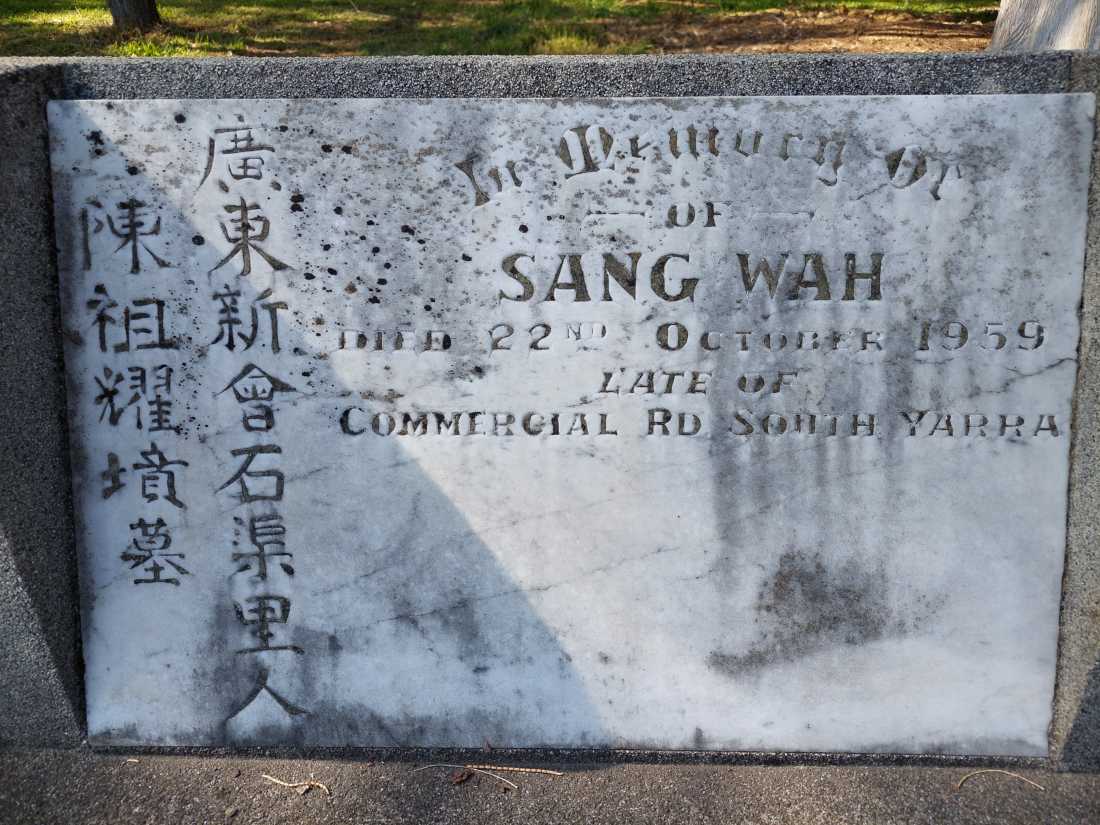 廣東新會石渠里人
陳祖耀墳墓
In Memory Of
— OF —
SANG WAH
DIED 22ND OCTOBER 1959
LATE OF
COMMERCIAL RD SOUTH YARRA